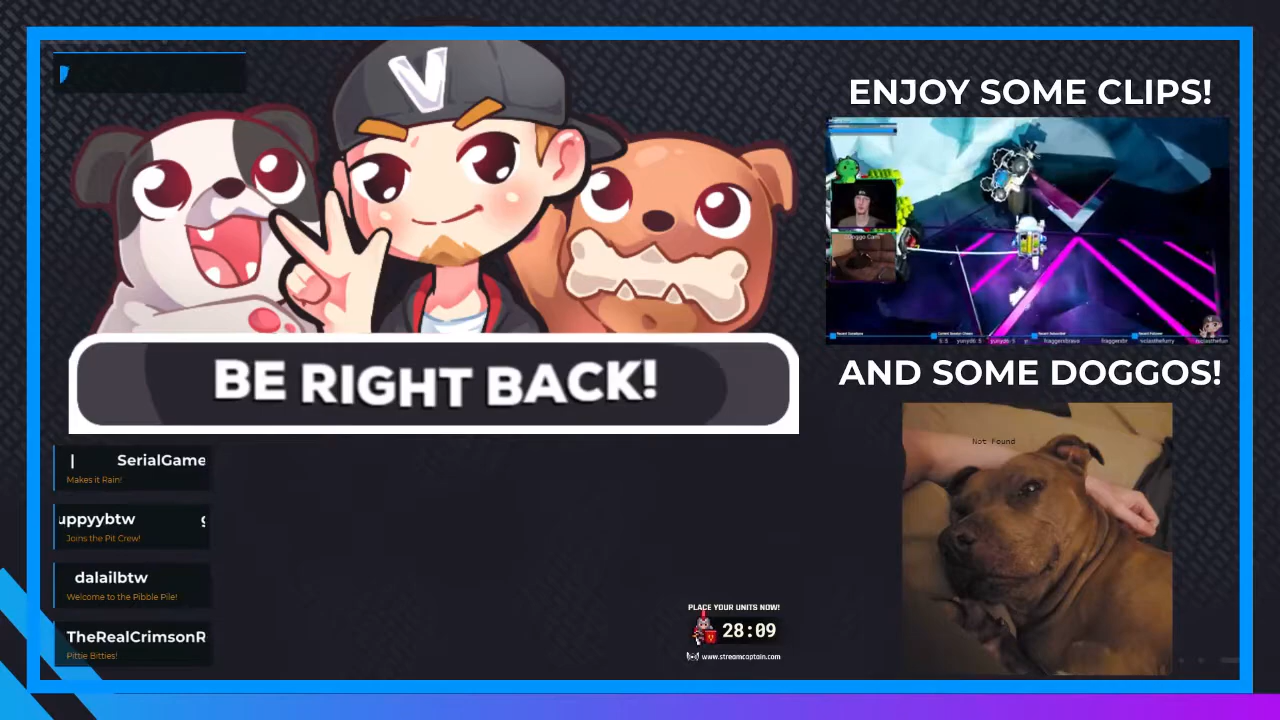 V
BE RIGHT BACK!
SerialGame
Makes it Rain!
uppyybtw
Joins the Pit Crew!
dalailbtw
Welcome to the Pibble Pile!
TheRealCrimsonR
Pittie Bitties!
PLACE YOUR UNITS NOW!
28:09
www.streamcaptain.com
ENJOY SOME CLIPS!
Doggo Cam
AND SOME DOGGOS!
Not Found